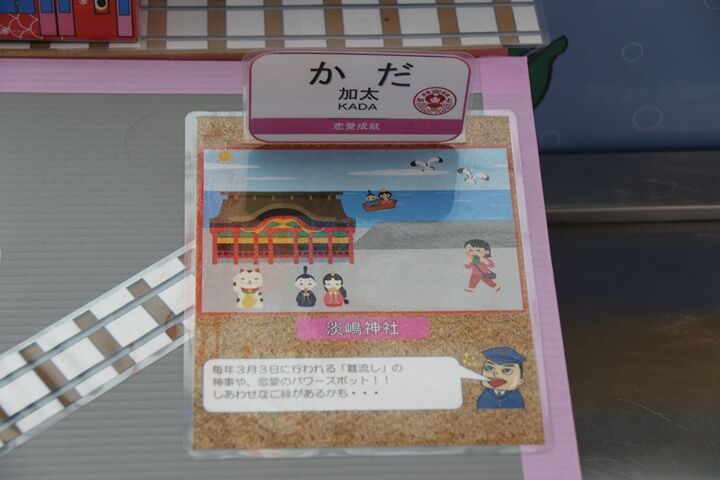 かだ
加太
KADA
恋愛成就
淡嶋神社
毎年3月3日に行われる「雛流し」の
神事や、恋愛のパワースポット！！
しあわせなご縁があるかも・・・